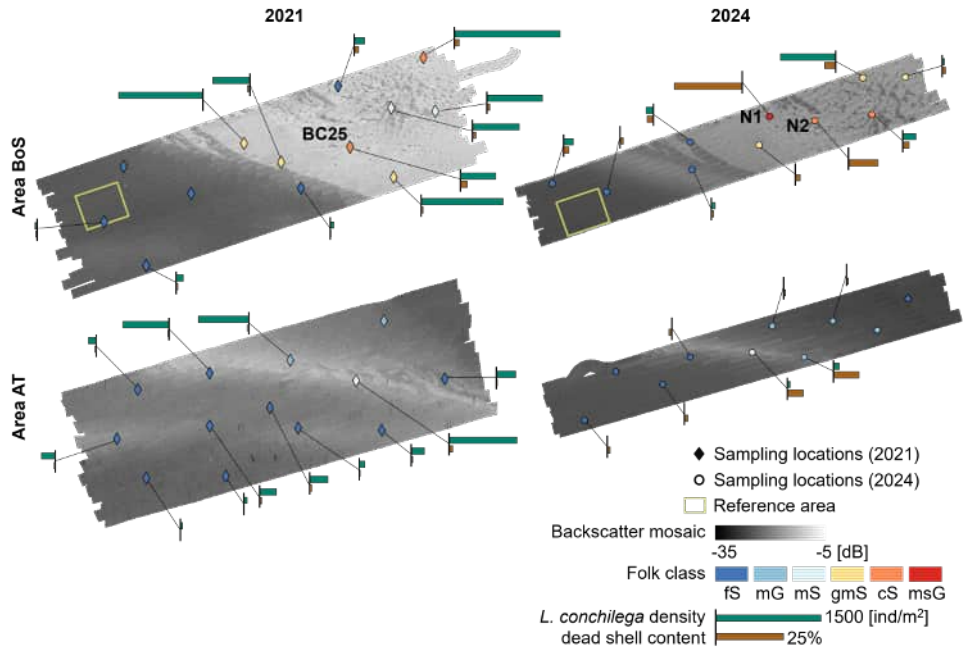 2021
2024
Area BoS
BC25
N1
N2
Area AT
Sampling locations (2021)
Sampling locations (2024)
Reference area
Backscatter mosaic
-35 -5 [dB]
Folk class
fS mG mS gmS cS msG
L. conchilega density 1500 [ind/m²]
dead shell content 25%